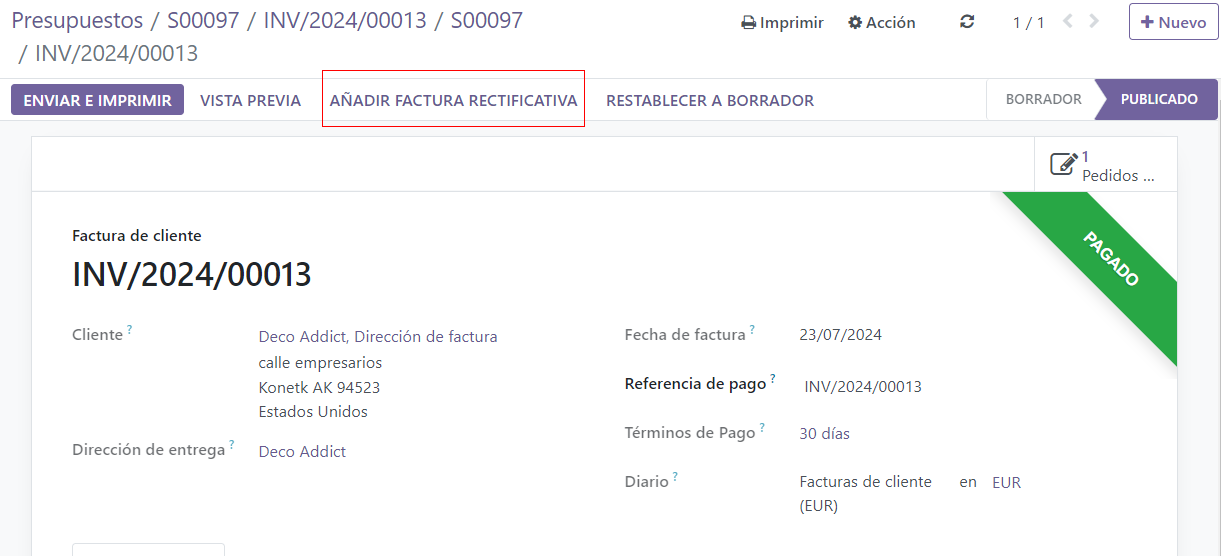 Presupuestos / S00097 / INV/2024/00013 / S00097
/ INV/2024/00013
Imprimir
Acción
1 / 1
Nuevo
ENVIAR E IMPRIMIR
VISTA PREVIA
AÑADIR FACTURA RECTIFICATIVA
RESTABLECER A BORRADOR
BORRADOR
PUBLICADO
1
Pedidos ...
PAGADO
Factura de cliente
INV/2024/00013
Cliente ?
Deco Addict, Dirección de factura
calle empresarios
Konetk AK 94523
Estados Unidos
Dirección de entrega ?
Deco Addict
Fecha de factura ?
23/07/2024
Referencia de pago ?
INV/2024/00013
Términos de Pago ?
30 días
Diario ?
Facturas de cliente en EUR
(EUR)